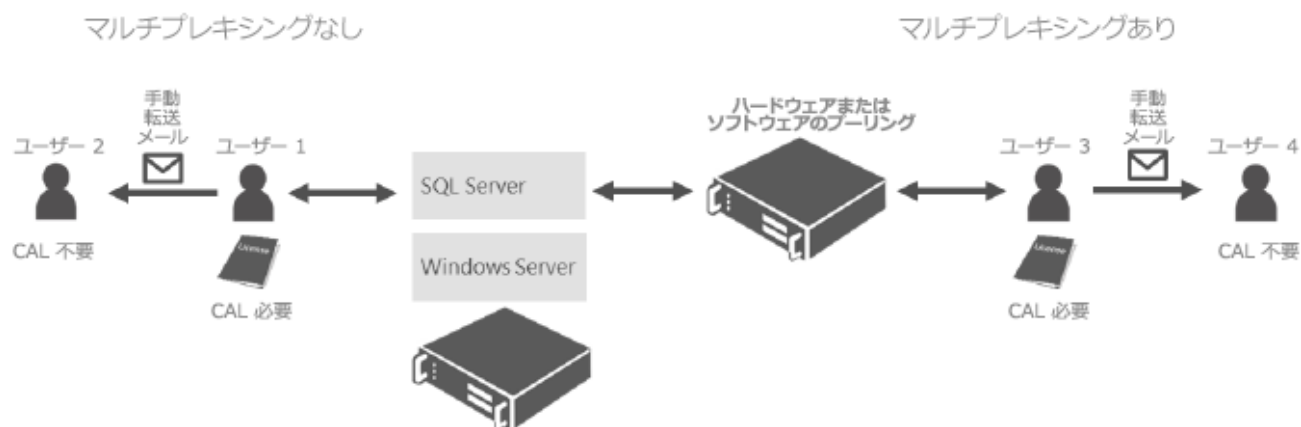 マルチプレキシングなし
マルチプレキシングあり
手動
転送
メール
ユーザー 2
ユーザー 1
CAL 不要
License
CAL 必要
SQL Server
Windows Server
ハードウェアまたは
ソフトウェアのプーリング
手動
転送
メール
ユーザー 3
ユーザー 4
License
CAL 必要
CAL 不要